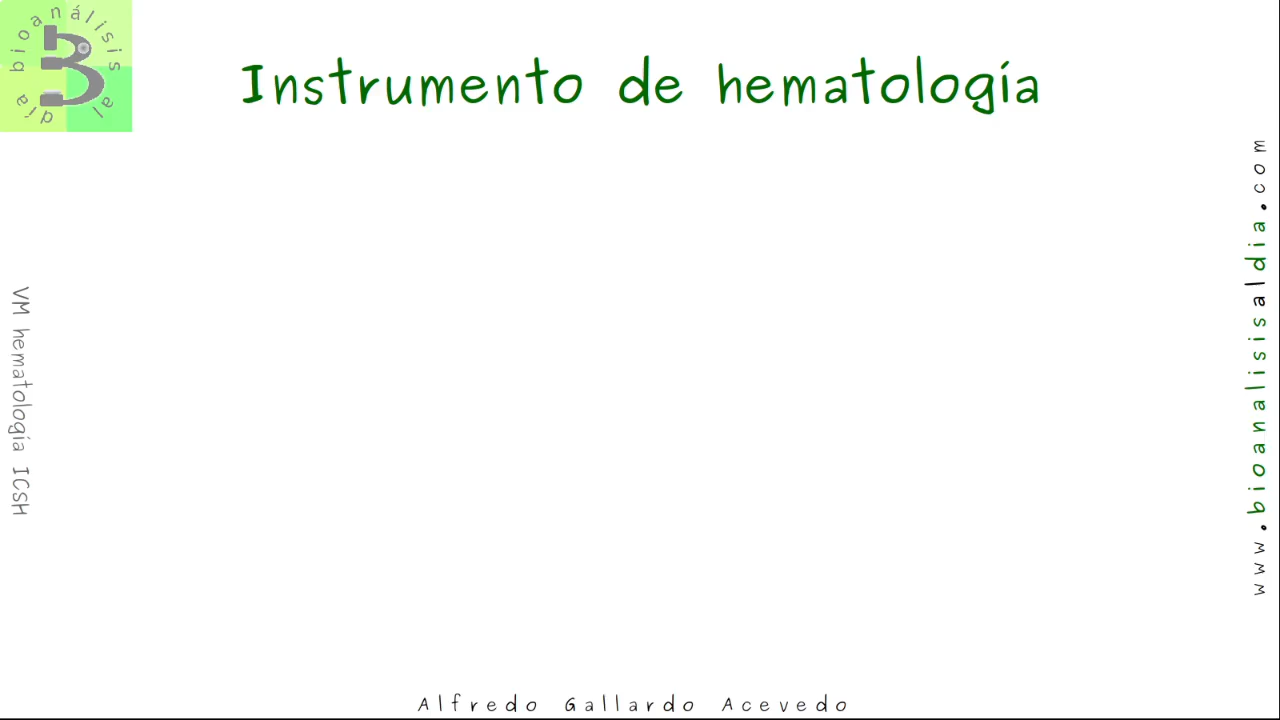 bioanálisis al día
Instrumento de hematología
VM hematología ICSH
www.bioanalisisaldia.com
Alfredo Gallardo Acevedo